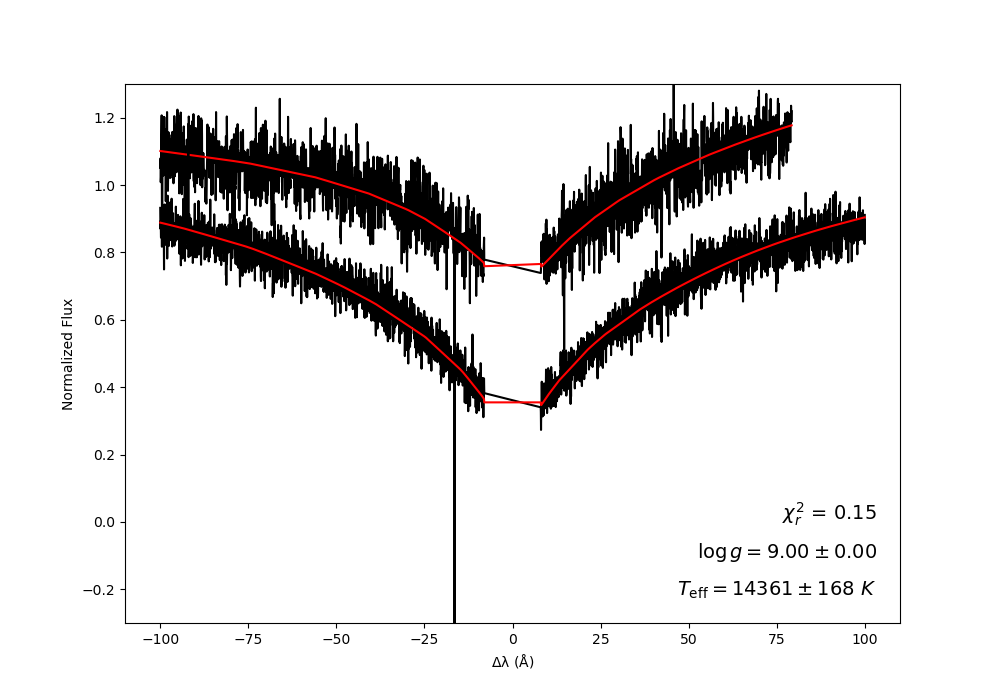 1.2
1.0
0.8
0.6
0.4
0.2
0.0
−0.2
Normalized Flux
χ²ᵣ = 0.15
log g = 9.00 ± 0.00
T_eff = 14361 ± 168 K
−100 −75 −50 −25 0 25 50 75 100
Δλ (Å)